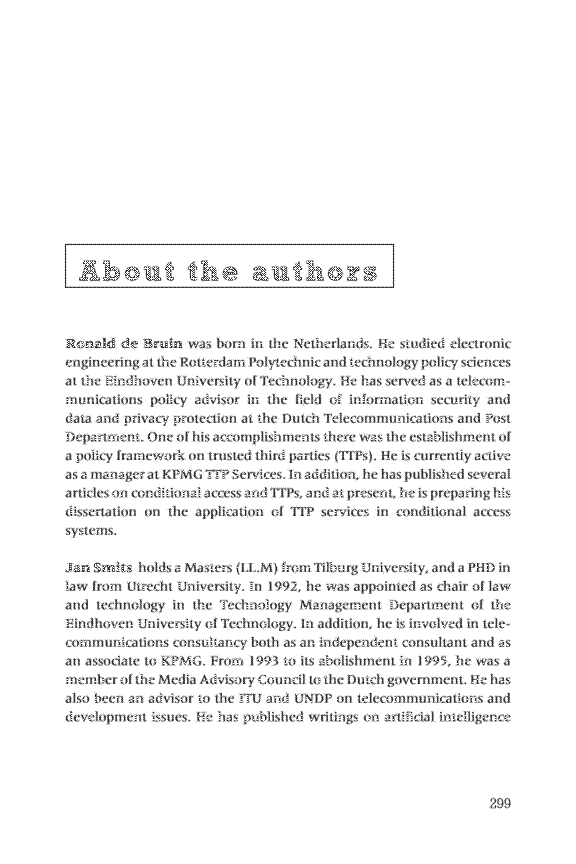 About the authors
Ronald de Bruin was born in the Netherlands. He studied electronic
engineering at the Rotterdam Polytechnic and technology policy sciences
at the Eindhoven University of Technology. He has served as a telecom-
munications policy advisor in the field of information security and
data and privacy protection at the Dutch Telecommunications and Post
Department. One of his accomplishments there was the establishment of
a policy framework on trusted third parties (TTPs). He is currently active
as a manager at KPMG TTP Services. In addition, he has published several
articles on conditional access and TTPs, and at present, he is preparing his
dissertation on the application of TTP services in conditional access
systems.
Jan Smits holds a Masters (LL.M) from Tilburg University, and a PHD in
law from Utrecht University. In 1992, he was appointed as chair of law
and technology in the Technology Management Department of the
Eindhoven University of Technology. In addition, he is involved in tele-
communications consultancy both as an independent consultant and as
an associate to KPMG. From 1993 to its abolishment in 1995, he was a
member of the Media Advisory Council to the Dutch government. He has
also been an advisor to the ITU and UNDP on telecommunications and
development issues. He has published writings on artificial intelligence
299